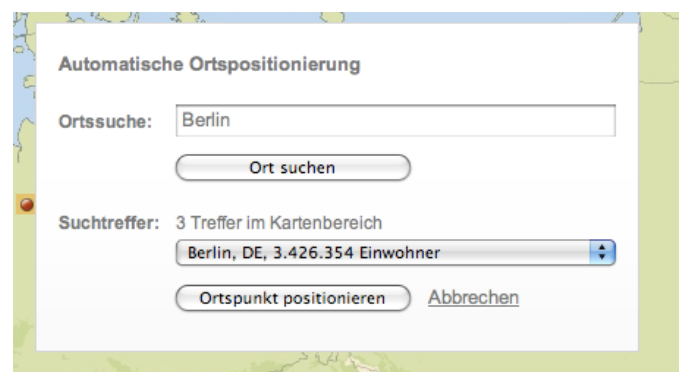 Automatische Ortspositionierung
Ortssuche: Berlin
Ort suchen
Suchtreffer: 3 Treffer im Kartenbereich
Berlin, DE, 3.426.354 Einwohner
Ortspunkt positionieren Abbrechen